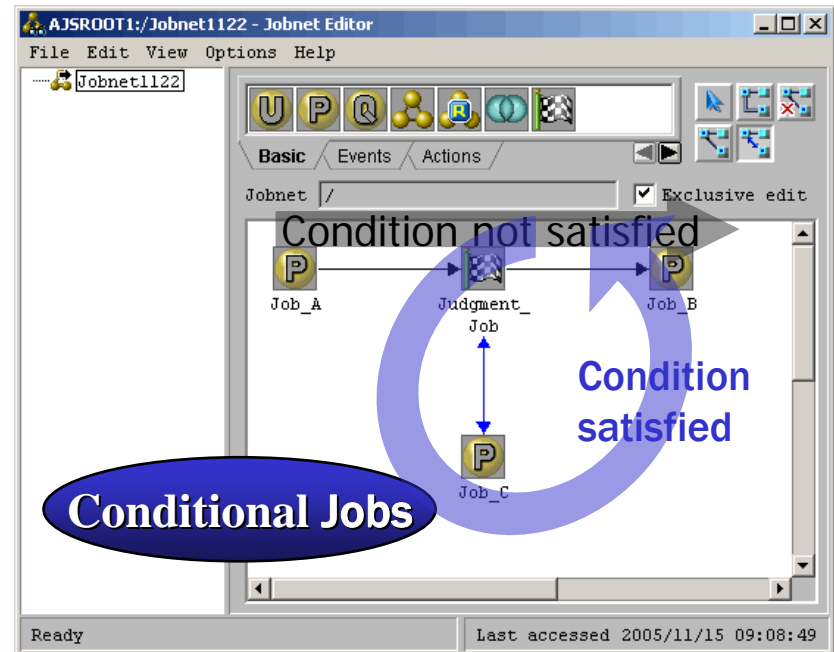 AJSROOT1:/Jobnet1122 - Jobnet Editor
File Edit View Options Help
Jobnet1122
U P Q R
Basic Events Actions
Jobnet / Exclusive edit
Condition not satisfied
P P
Job_A Judgment_ Job_B
Job
Condition
satisfied
P
Job_C
Conditional Jobs
Ready Last accessed 2005/11/15 09:08:49